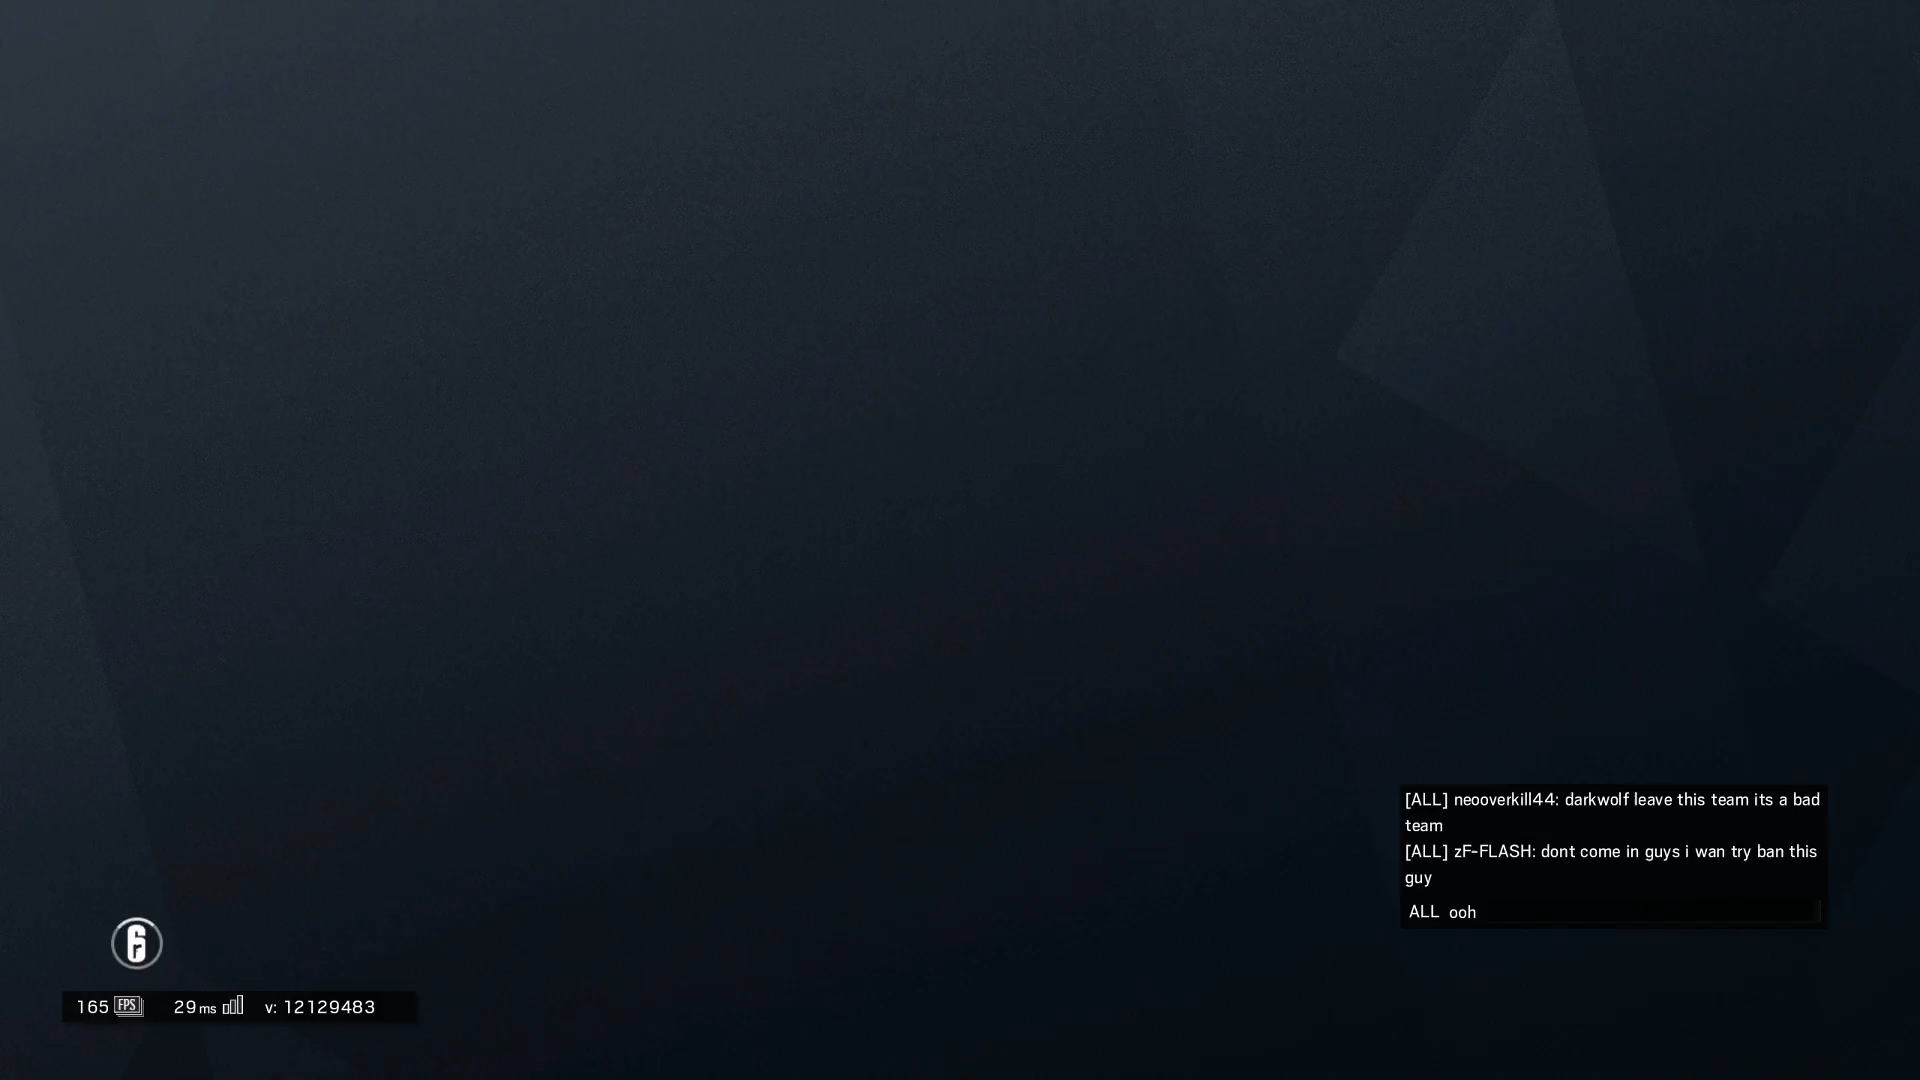 [ALL] neooverkill44: darkwolf leave this team its a bad
team
[ALL] zF-FLASH: dont come in guys i wan try ban this
guy
ALL ooh
6
165 FPS 29 ms v: 12129483